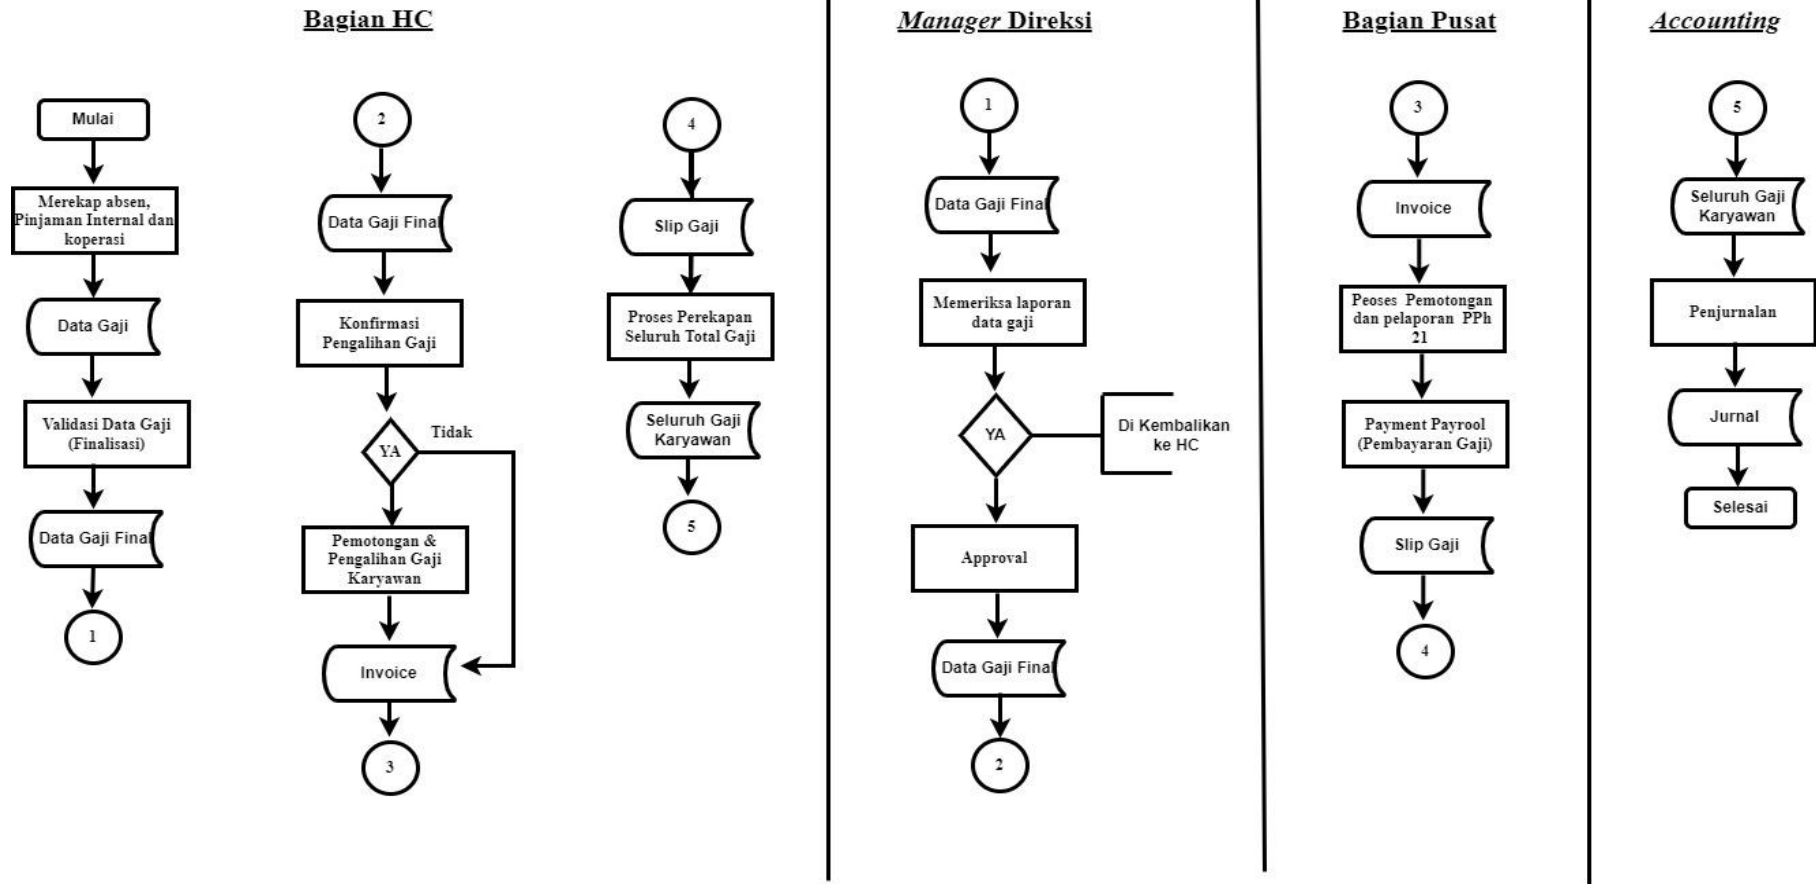 Bagian HC
Mulai
Merekap absen,
Pinjaman Internal dan
koperasi
Data Gaji
Validasi Data Gaji
(Finalisasi)
Data Gaji Final
1
2
Data Gaji Final
Konfirmasi
Pengalihan Gaji
YA
Tidak
Pemotongan &
Pengalihan Gaji
Karyawan
Invoice
3
4
Slip Gaji
Proses Perekapan
Seluruh Total Gaji
Seluruh Gaji
Karyawan
5
Manager Direksi
1
Data Gaji Final
Memeriksa laporan
data gaji
YA
Di Kembalikan
ke HC
Approval
Data Gaji Final
2
Bagian Pusat
3
Invoice
Peoses Pemotongan
dan pelaporan PPh
21
Payment Payrool
(Pembayaran Gaji)
Slip Gaji
4
Accounting
5
Seluruh Gaji
Karyawan
Penjurnalan
Jurnal
Selesai